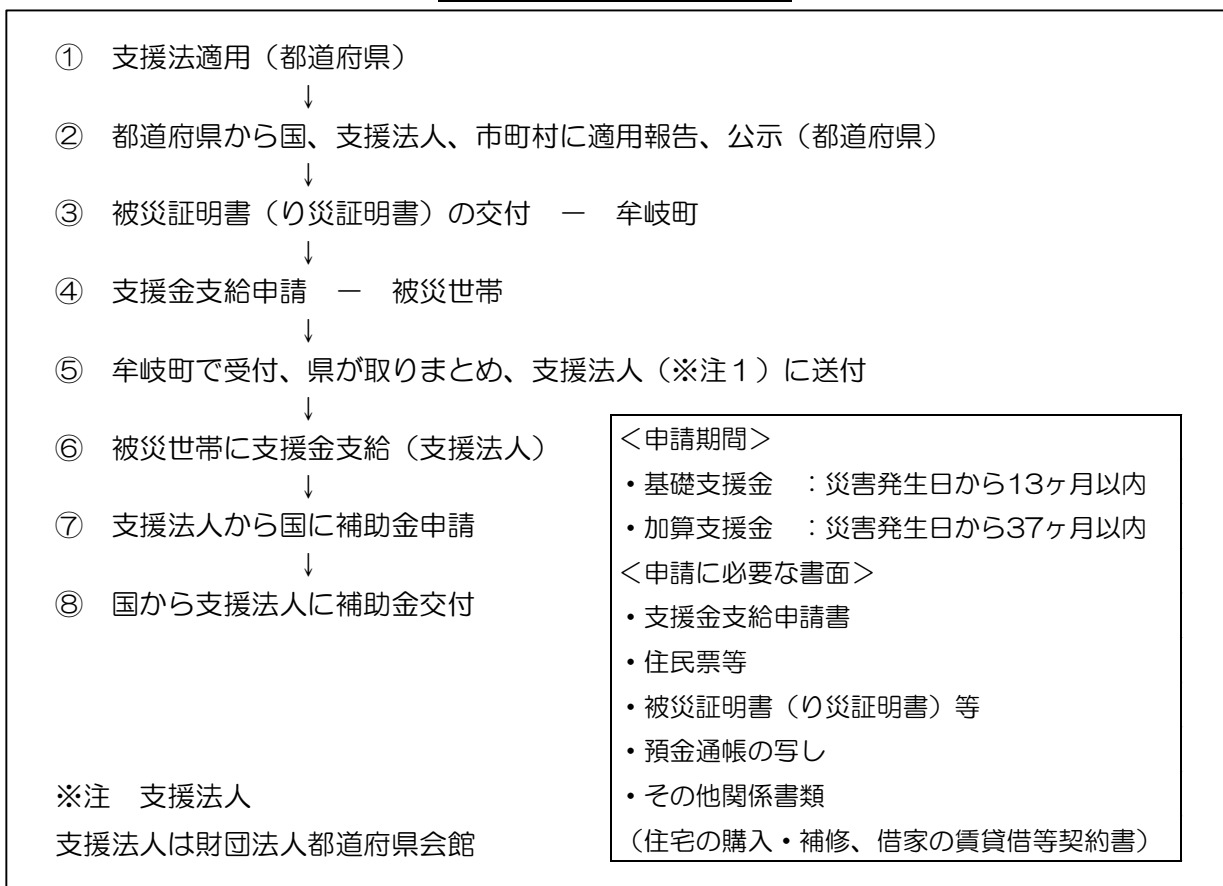 ① 支援法適用（都道府県）
↓
② 都道府県から国、支援法人、市町村に適用報告、公示（都道府県）
↓
③ 被災証明書（り災証明書）の交付 － 牟岐町
↓
④ 支援金支給申請 － 被災世帯
↓
⑤ 牟岐町で受付、県が取りまとめ、支援法人（※注１）に送付
↓
⑥ 被災世帯に支援金支給（支援法人）
↓
⑦ 支援法人から国に補助金申請
↓
⑧ 国から支援法人に補助金交付
※注 支援法人
支援法人は財団法人都道府県会館
＜申請期間＞
・基礎支援金 ：災害発生日から13ヶ月以内
・加算支援金 ：災害発生日から37ヶ月以内
＜申請に必要な書面＞
・支援金支給申請書
・住民票等
・被災証明書（り災証明書）等
・預金通帳の写し
・その他関係書類
（住宅の購入・補修、借家の賃貸借等契約書）